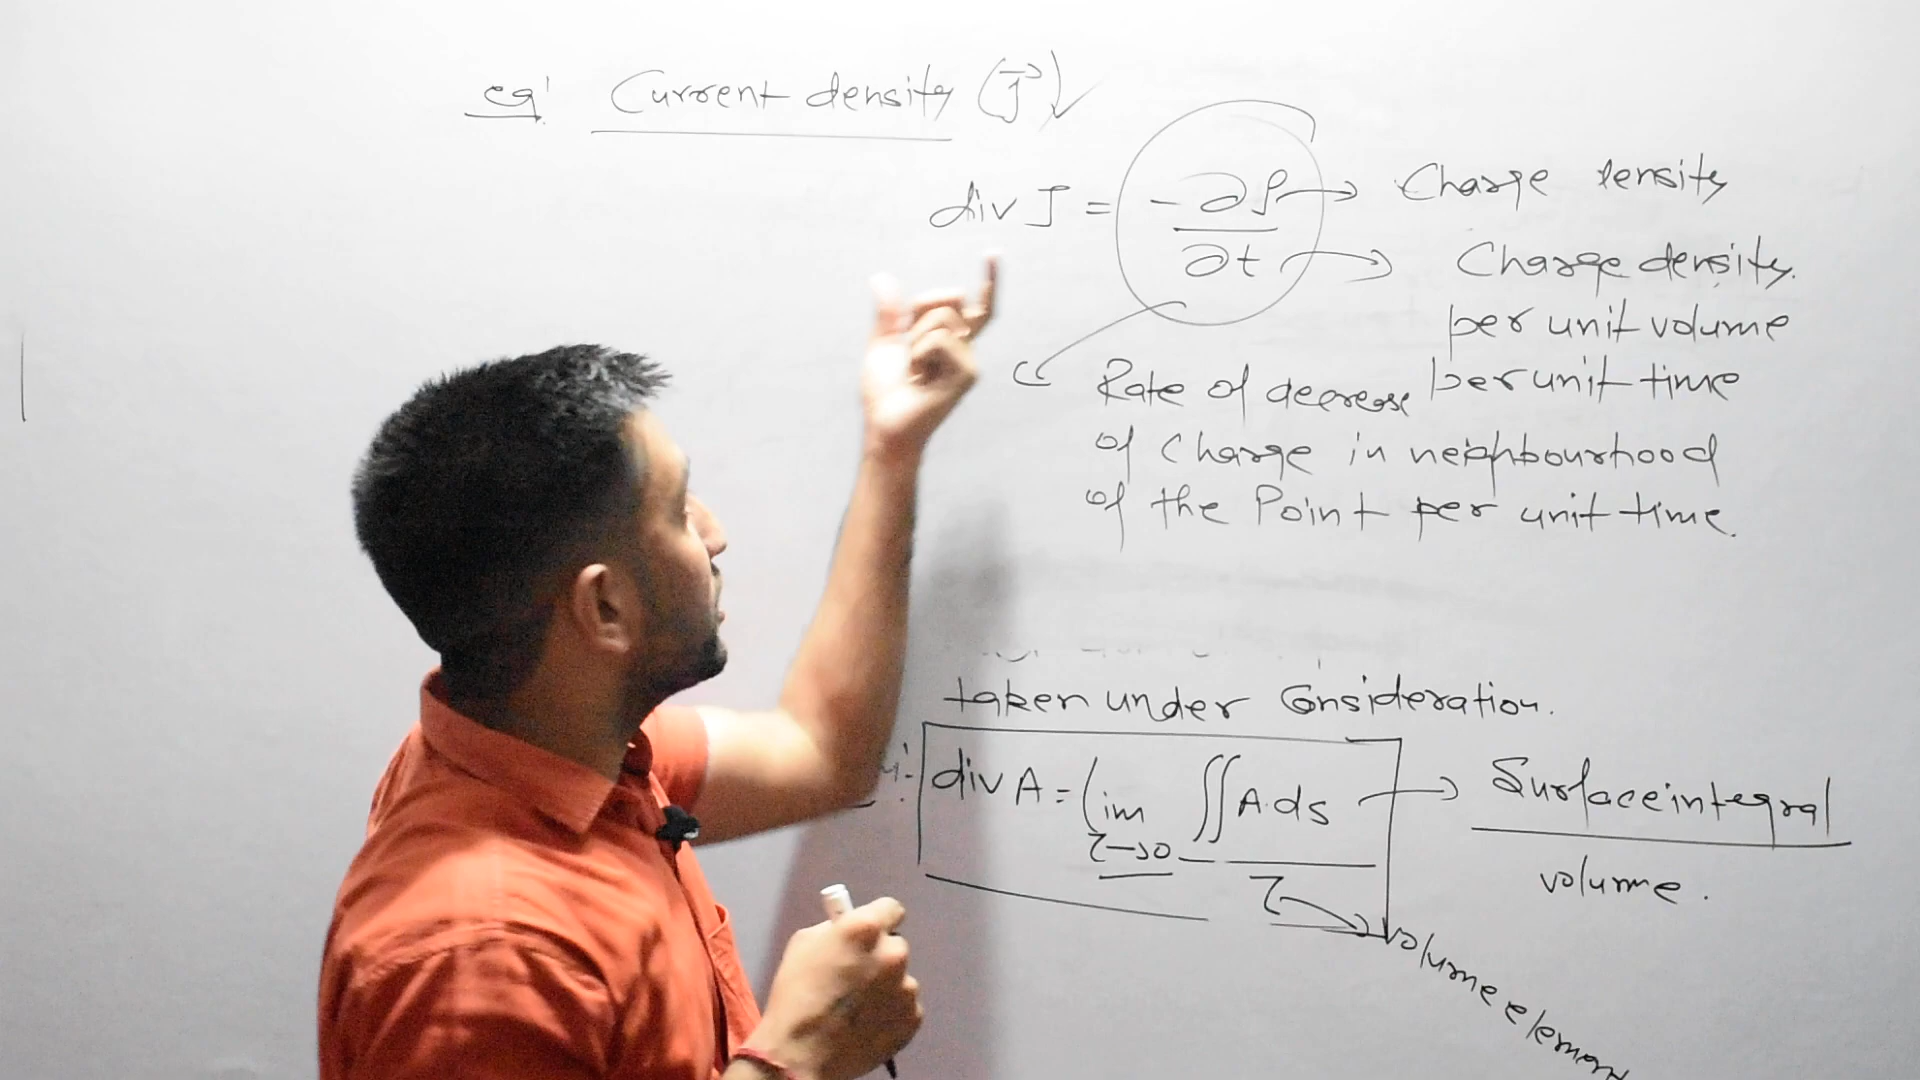 eg: Current density (J⃗)
div J = -∂ρ/∂t → Charge density
→ Charge density
per unit volume
per unit time
Rate of decrease
of charge in neighbourhood
of the Point per unit time.
taken under Consideration.
div A = lim τ→0 ∬A·ds / τ → Surface integral / volume.
volume element